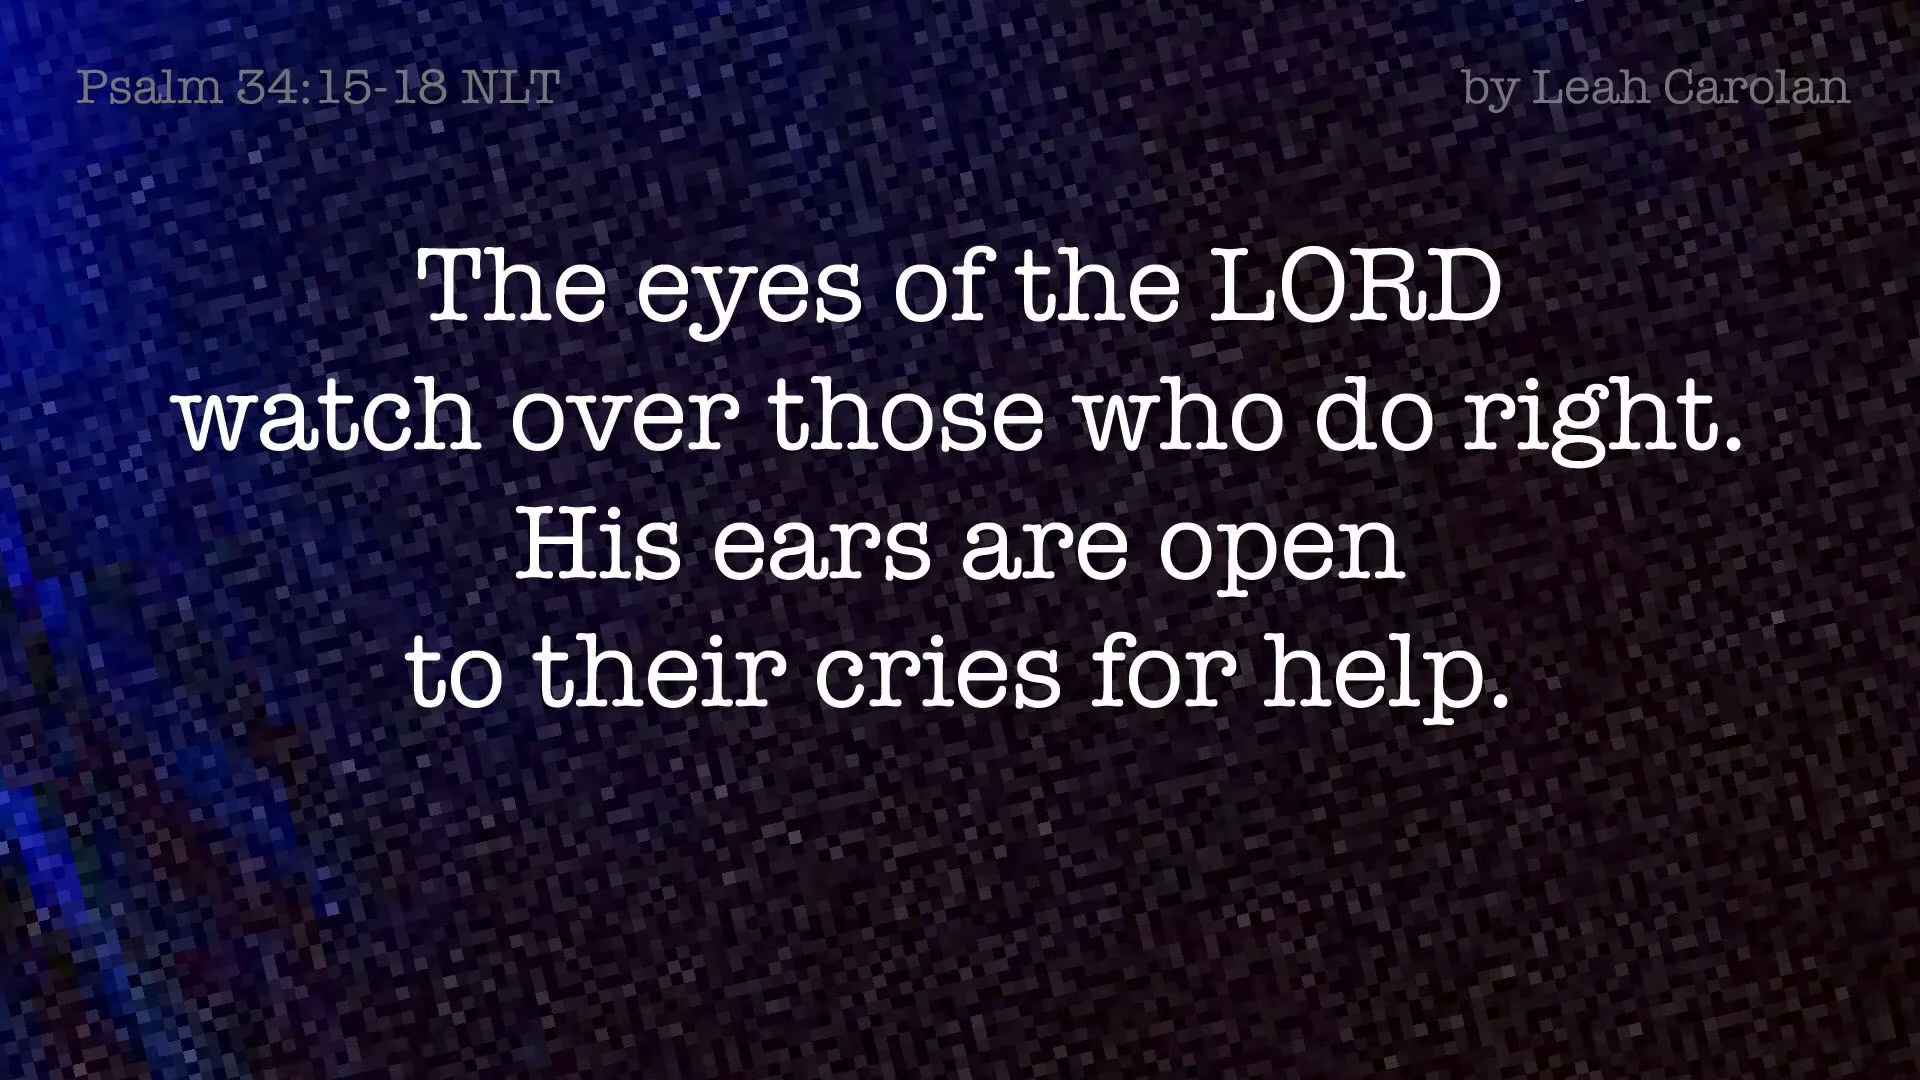 Psalm 34:15-18 NLT
by Leah Carolan
The eyes of the LORD
watch over those who do right.
His ears are open
to their cries for help.